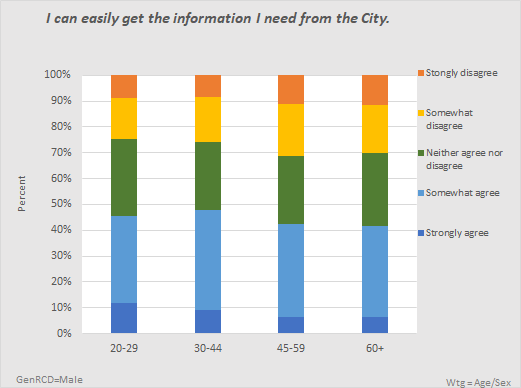 I can easily get the information I need from the City.
100%
90%
80%
70%
60%
50%
40%
30%
20%
10%
0%
Percent
20-29
30-44
45-59
60+
Stongly disagree
Somewhat
disagree
Neither agree nor
disagree
Somewhat agree
Strongly agree
GenRCD=Male
Wtg = Age/Sex